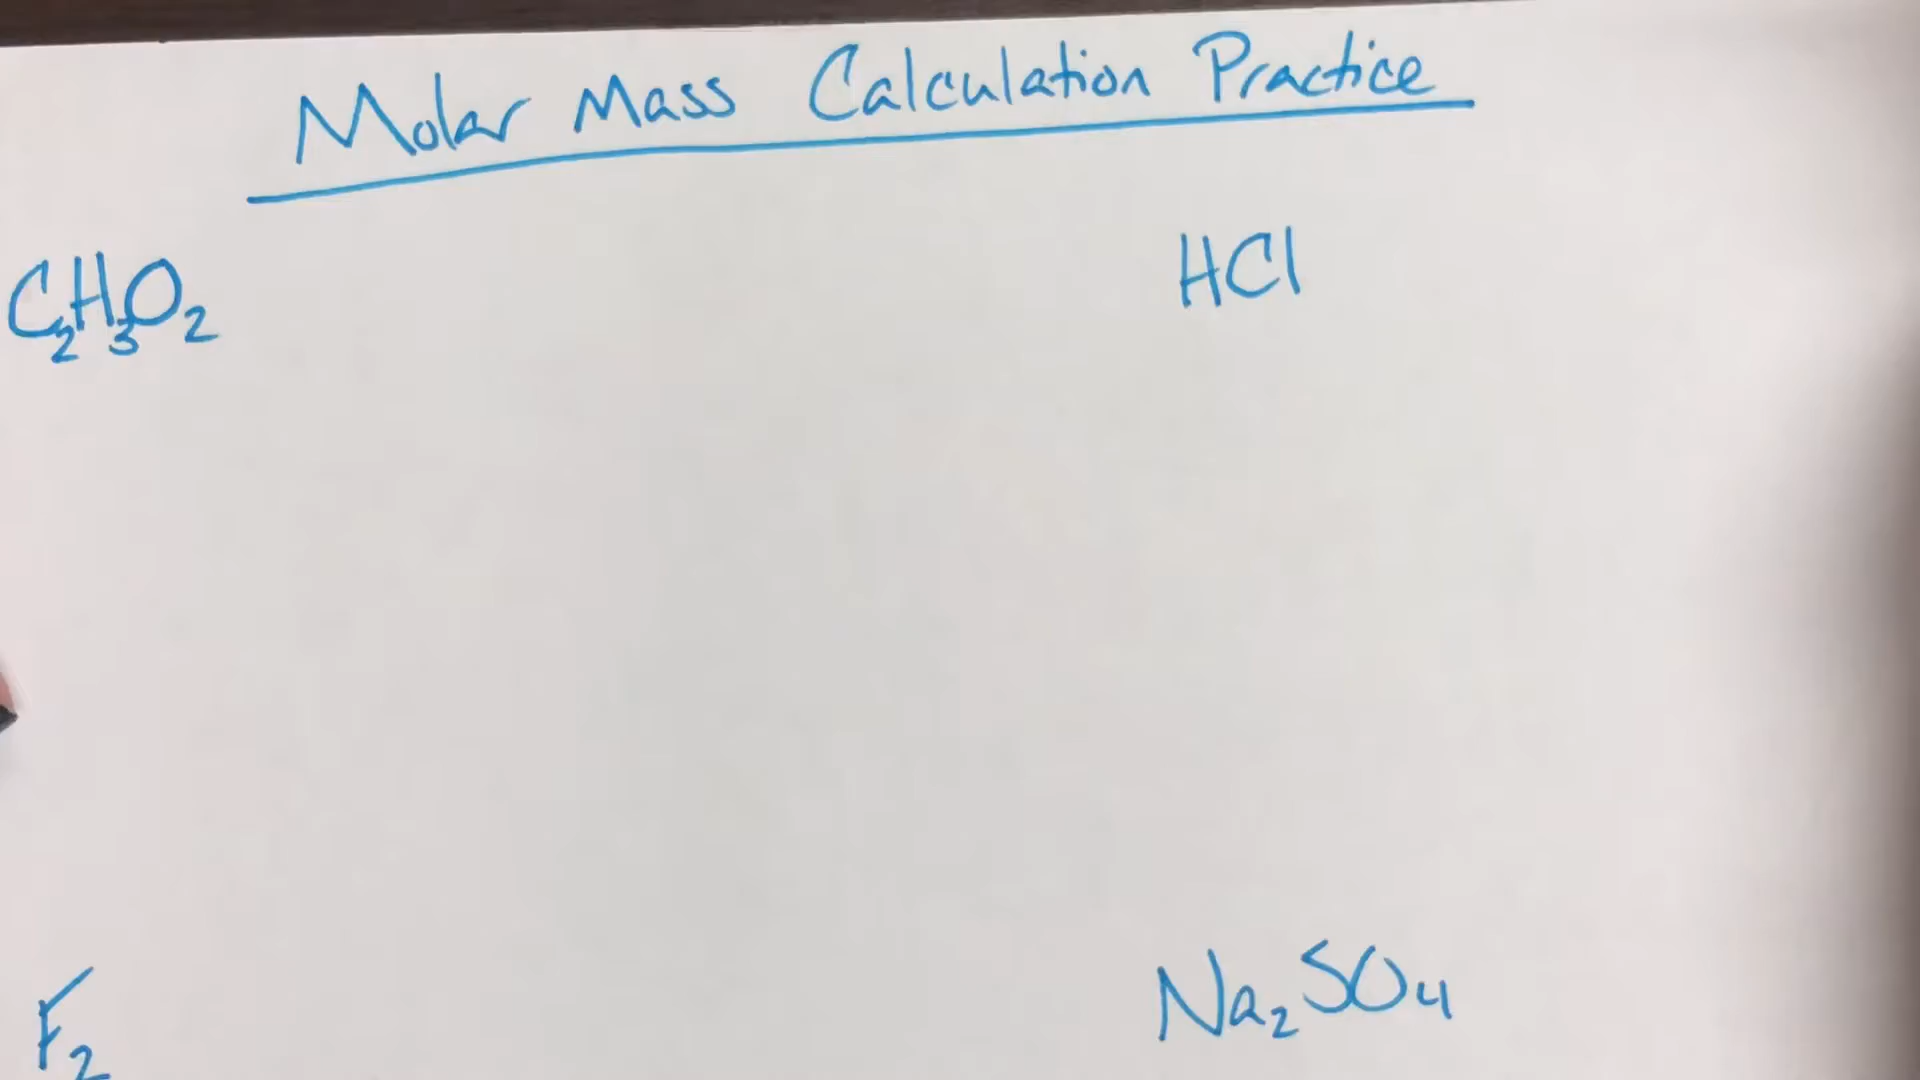 Molar Mass Calculation Practice
C₂H₃O₂
HCl
F₂
Na₂SO₄